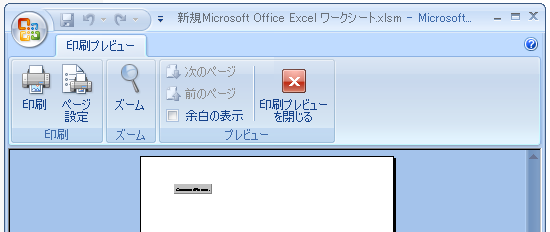 新規Microsoft Office Excel ワークシート.xlsm - Microsoft...
印刷プレビュー
印刷
ページ設定
ズーム
次のページ
前のページ
余白の表示
印刷プレビュー
を閉じる
印刷
ズーム
プレビュー